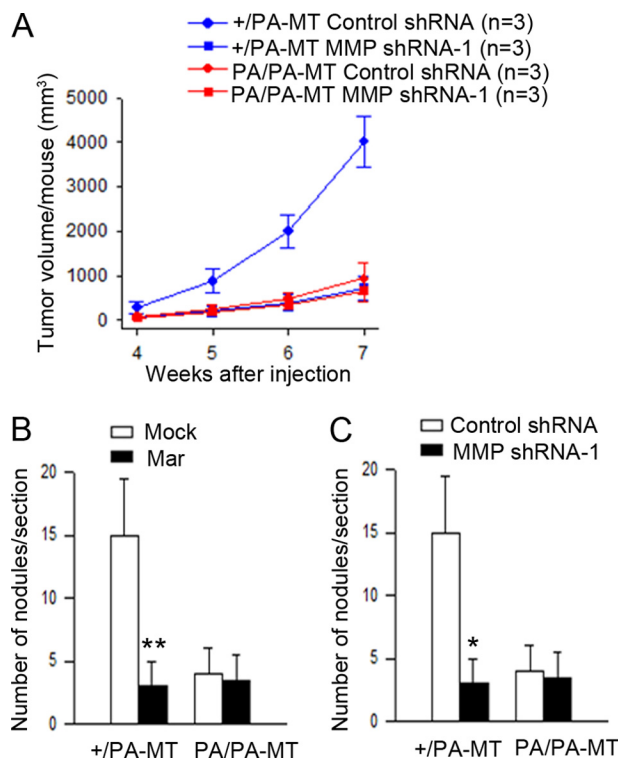 A
+/PA-MT Control shRNA (n=3)
+/PA-MT MMP shRNA-1 (n=3)
PA/PA-MT Control shRNA (n=3)
PA/PA-MT MMP shRNA-1 (n=3)
Tumor volume/mouse (mm³)
5000
4000
3000
2000
1000
0
4 5 6 7
Weeks after injection
B
Mock
Mar
Number of nodules/section
20
15
10
5
0
**
+/PA-MT PA/PA-MT
C
Control shRNA
MMP shRNA-1
Number of nodules/section
20
15
10
5
0
*
+/PA-MT PA/PA-MT